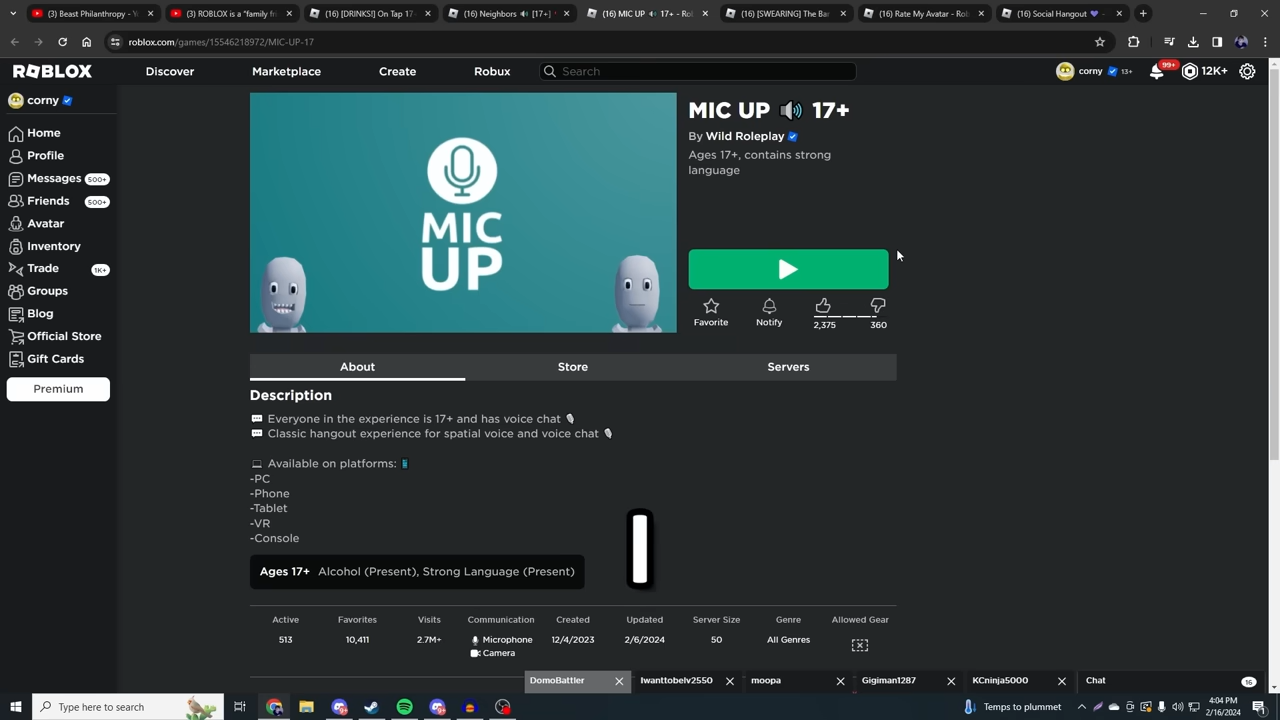 (3) Beast Philanthropy - Y
(3) ROBLOX is a "family fr
(16) [DRINKS!] On Tap 17
(16) Neighbors 🔊 [17+]
(16) MIC UP 🔊 17+ - Ro
(16) [SWEARING] The Bar
(16) Rate My Avatar - Rob
(16) Social Hangout 💜
roblox.com/games/15546218972/MIC-UP-17
ROBLOX
Discover
Marketplace
Create
Robux
Search
corny 13+
99+
12K+
corny
Home
Profile
Messages 500+
Friends 500+
Avatar
Inventory
Trade 1K+
Groups
Blog
Official Store
Gift Cards
Premium
MIC
UP
MIC UP 🔊 17+
By Wild Roleplay
Ages 17+, contains strong
language
Favorite
Notify
2,375
360
About
Store
Servers
Description
💬 Everyone in the experience is 17+ and has voice chat 🎙
💬 Classic hangout experience for spatial voice and voice chat 🎙
💻 Available on platforms: 📱
-PC
-Phone
-Tablet
-VR
-Console
I
Ages 17+ Alcohol (Present), Strong Language (Present)
Active
Favorites
Visits
Communication
Created
Updated
Server Size
Genre
Allowed Gear
513
10,411
2.7M+
Microphone
Camera
12/4/2023
2/6/2024
50
All Genres
DomoBattler
Iwanttobelv2550
moopa
Gigiman1287
KCninja5000
Chat
16
Type here to search
Temps to plummet
4:04 PM
2/16/2024